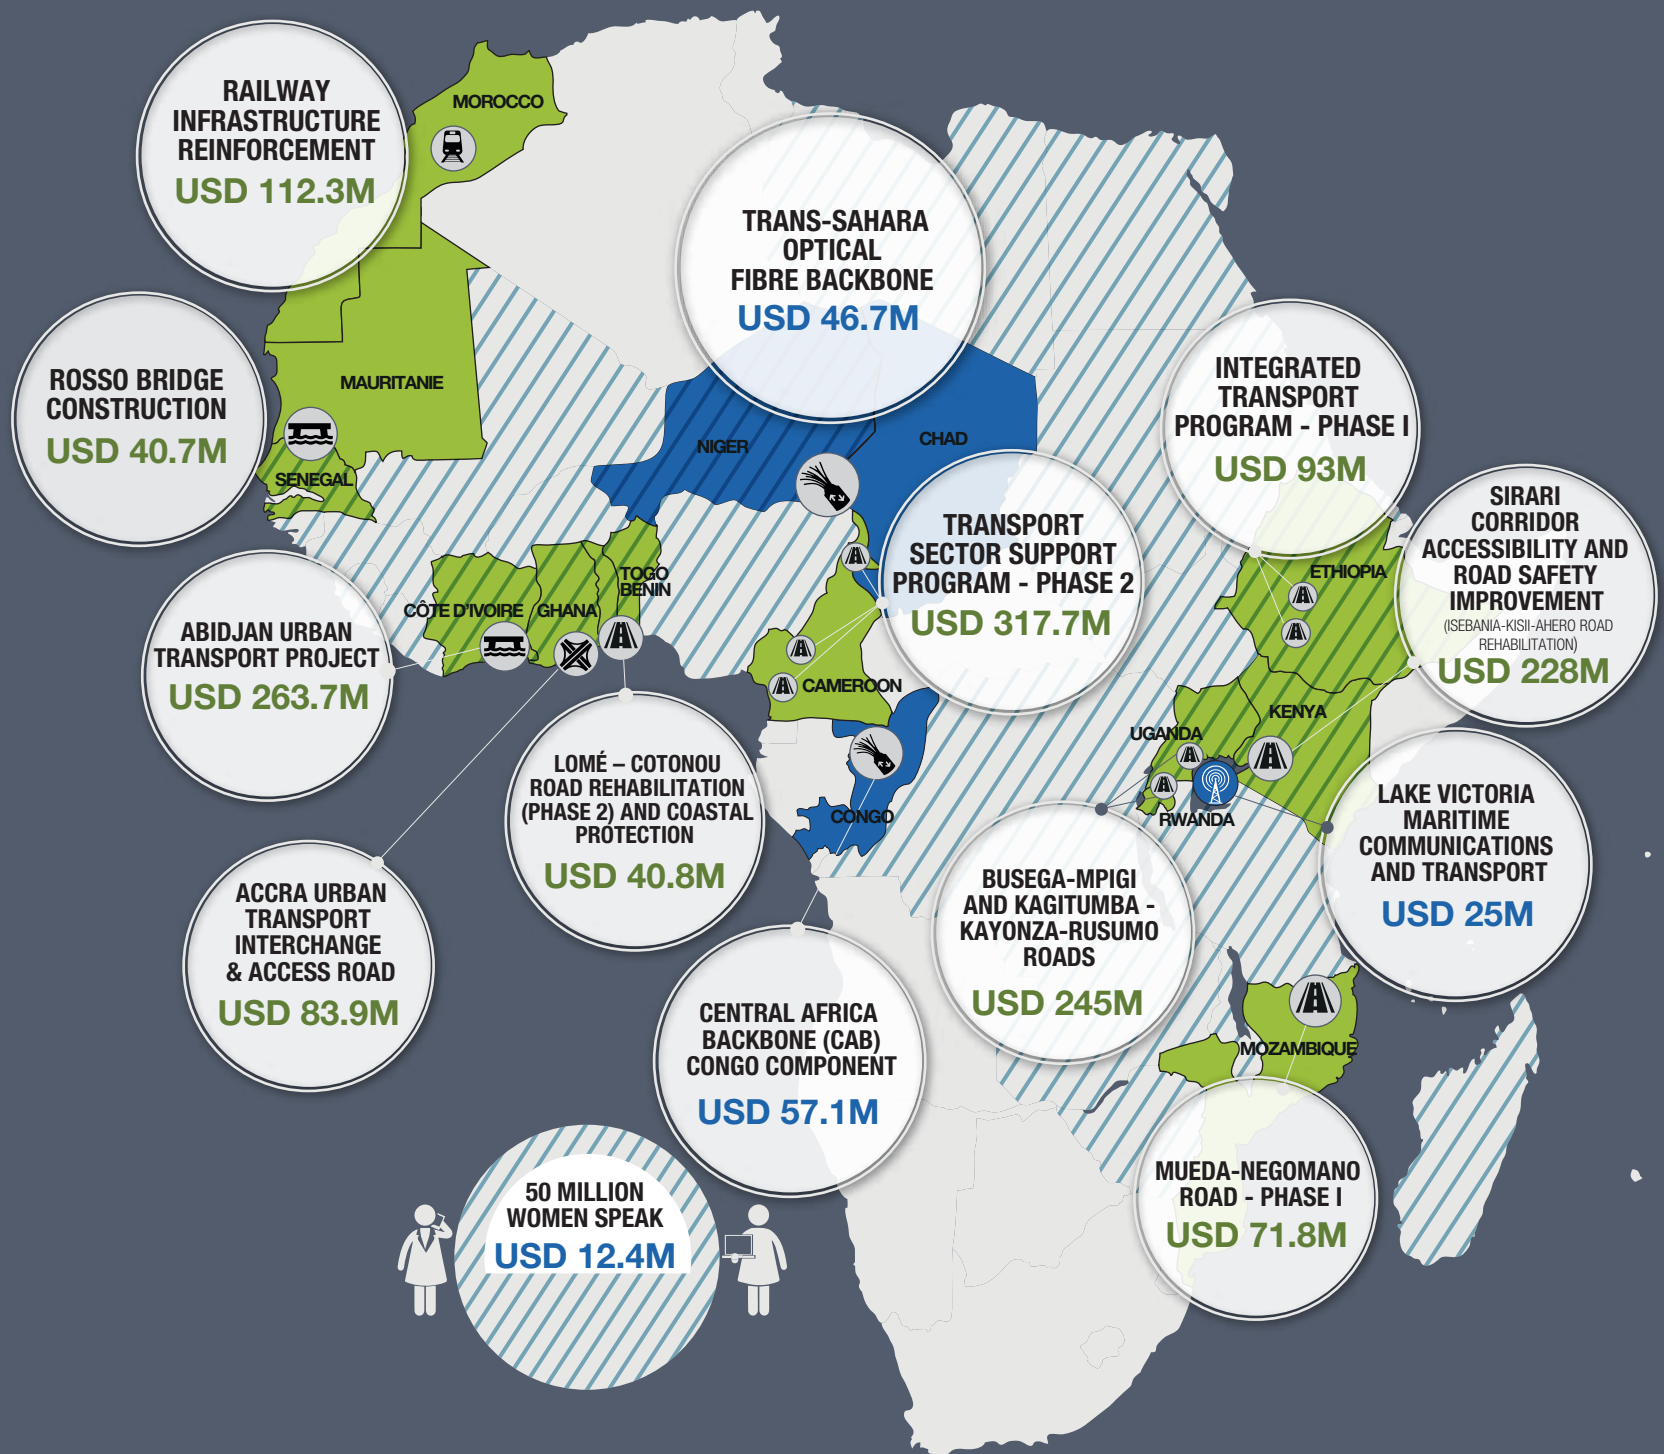 RAILWAY
INFRASTRUCTURE
REINFORCEMENT
USD 112.3M
MOROCCO
TRANS-SAHARA
OPTICAL
FIBRE BACKBONE
USD 46.7M
ROSSO BRIDGE
CONSTRUCTION
USD 40.7M
MAURITANIE
SENEGAL
NIGER
CHAD
INTEGRATED
TRANSPORT
PROGRAM - PHASE I
USD 93M
SIRARI
CORRIDOR
ACCESSIBILITY AND
ROAD SAFETY
IMPROVEMENT
(ISEBANIA-KISII-AHERO ROAD
REHABILITATION)
USD 228M
TRANSPORT
SECTOR SUPPORT
PROGRAM - PHASE 2
USD 317.7M
ETHIOPIA
TOGO
BENIN
CÔTE D'IVOIRE
GHANA
ABIDJAN URBAN
TRANSPORT PROJECT
USD 263.7M
CAMEROON
KENYA
UGANDA
RWANDA
CONGO
LOMÉ – COTONOU
ROAD REHABILITATION
(PHASE 2) AND COASTAL
PROTECTION
USD 40.8M
LAKE VICTORIA
MARITIME
COMMUNICATIONS
AND TRANSPORT
USD 25M
ACCRA URBAN
TRANSPORT
INTERCHANGE
& ACCESS ROAD
USD 83.9M
BUSEGA-MPIGI
AND KAGITUMBA -
KAYONZA-RUSUMO
ROADS
USD 245M
CENTRAL AFRICA
BACKBONE (CAB)
CONGO COMPONENT
USD 57.1M
MOZAMBIQUE
MUEDA-NEGOMANO
ROAD - PHASE I
USD 71.8M
50 MILLION
WOMEN SPEAK
USD 12.4M